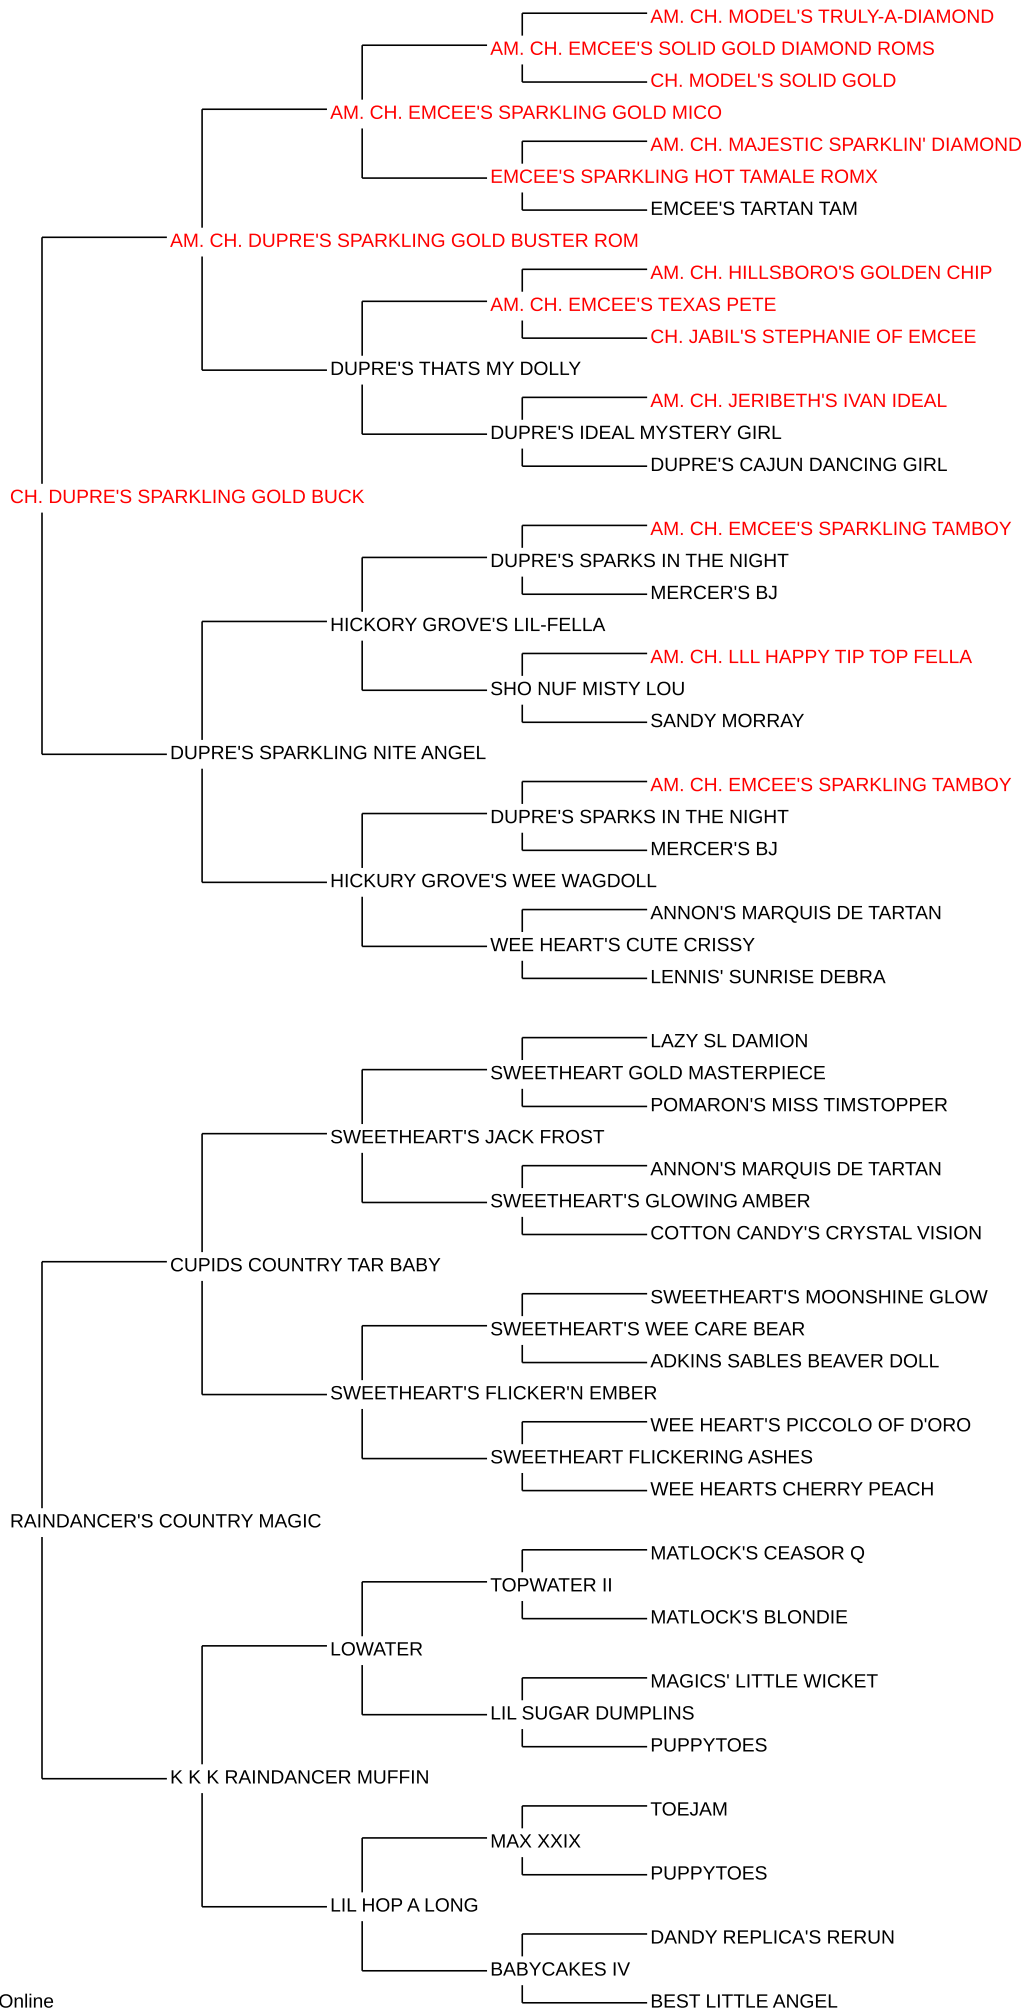 AM. CH. MODEL'S TRULY-A-DIAMOND
AM. CH. EMCEE'S SOLID GOLD DIAMOND ROMS
CH. MODEL'S SOLID GOLD
AM. CH. EMCEE'S SPARKLING GOLD MICO
AM. CH. MAJESTIC SPARKLIN' DIAMOND
EMCEE'S SPARKLING HOT TAMALE ROMX
EMCEE'S TARTAN TAM
AM. CH. DUPRE'S SPARKLING GOLD BUSTER ROM
AM. CH. HILLSBORO'S GOLDEN CHIP
AM. CH. EMCEE'S TEXAS PETE
CH. JABIL'S STEPHANIE OF EMCEE
DUPRE'S THATS MY DOLLY
AM. CH. JERIBETH'S IVAN IDEAL
DUPRE'S IDEAL MYSTERY GIRL
DUPRE'S CAJUN DANCING GIRL
CH. DUPRE'S SPARKLING GOLD BUCK
AM. CH. EMCEE'S SPARKLING TAMBOY
DUPRE'S SPARKS IN THE NIGHT
MERCER'S BJ
HICKORY GROVE'S LIL-FELLA
AM. CH. LLL HAPPY TIP TOP FELLA
SHO NUF MISTY LOU
SANDY MORRAY
DUPRE'S SPARKLING NITE ANGEL
AM. CH. EMCEE'S SPARKLING TAMBOY
DUPRE'S SPARKS IN THE NIGHT
MERCER'S BJ
HICKURY GROVE'S WEE WAGDOLL
ANNON'S MARQUIS DE TARTAN
WEE HEART'S CUTE CRISSY
LENNIS' SUNRISE DEBRA
LAZY SL DAMION
SWEETHEART GOLD MASTERPIECE
POMARON'S MISS TIMSTOPPER
SWEETHEART'S JACK FROST
ANNON'S MARQUIS DE TARTAN
SWEETHEART'S GLOWING AMBER
COTTON CANDY'S CRYSTAL VISION
CUPIDS COUNTRY TAR BABY
SWEETHEART'S MOONSHINE GLOW
SWEETHEART'S WEE CARE BEAR
ADKINS SABLES BEAVER DOLL
SWEETHEART'S FLICKER'N EMBER
WEE HEART'S PICCOLO OF D'ORO
SWEETHEART FLICKERING ASHES
WEE HEARTS CHERRY PEACH
RAINDANCER'S COUNTRY MAGIC
MATLOCK'S CEASOR Q
TOPWATER II
MATLOCK'S BLONDIE
LOWATER
MAGICS' LITTLE WICKET
LIL SUGAR DUMPLINS
PUPPYTOES
K K K RAINDANCER MUFFIN
TOEJAM
MAX XXIX
PUPPYTOES
LIL HOP A LONG
DANDY REPLICA'S RERUN
BABYCAKES IV
BEST LITTLE ANGEL
Online